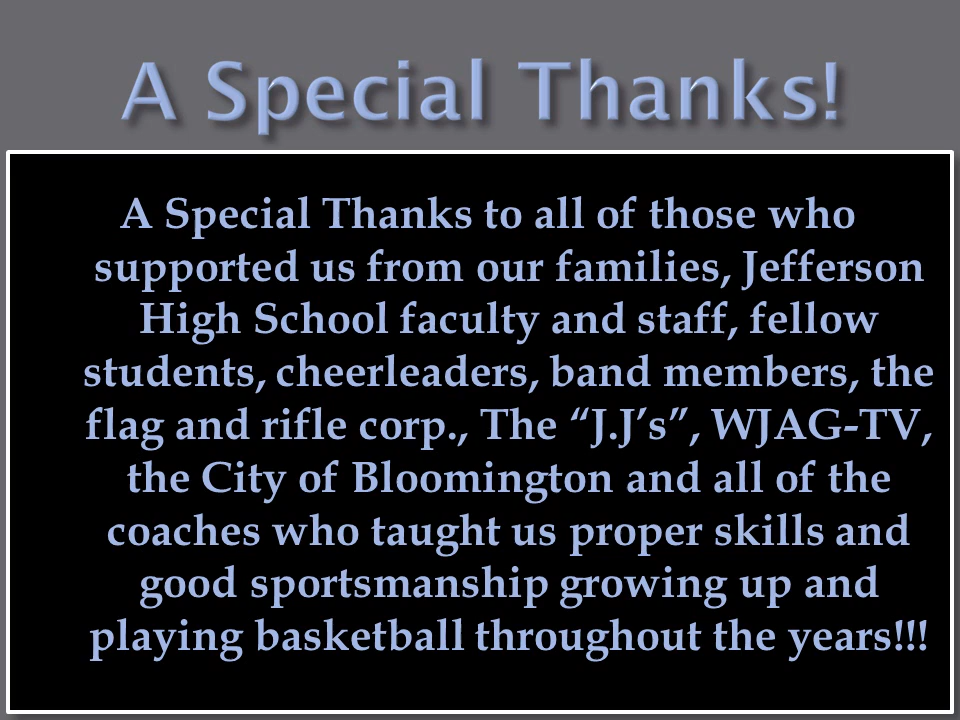 A Special Thanks!
A Special Thanks to all of those who
supported us from our families, Jefferson
High School faculty and staff, fellow
students, cheerleaders, band members, the
flag and rifle corp., The “J.J’s”, WJAG-TV,
the City of Bloomington and all of the
coaches who taught us proper skills and
good sportsmanship growing up and
playing basketball throughout the years!!!